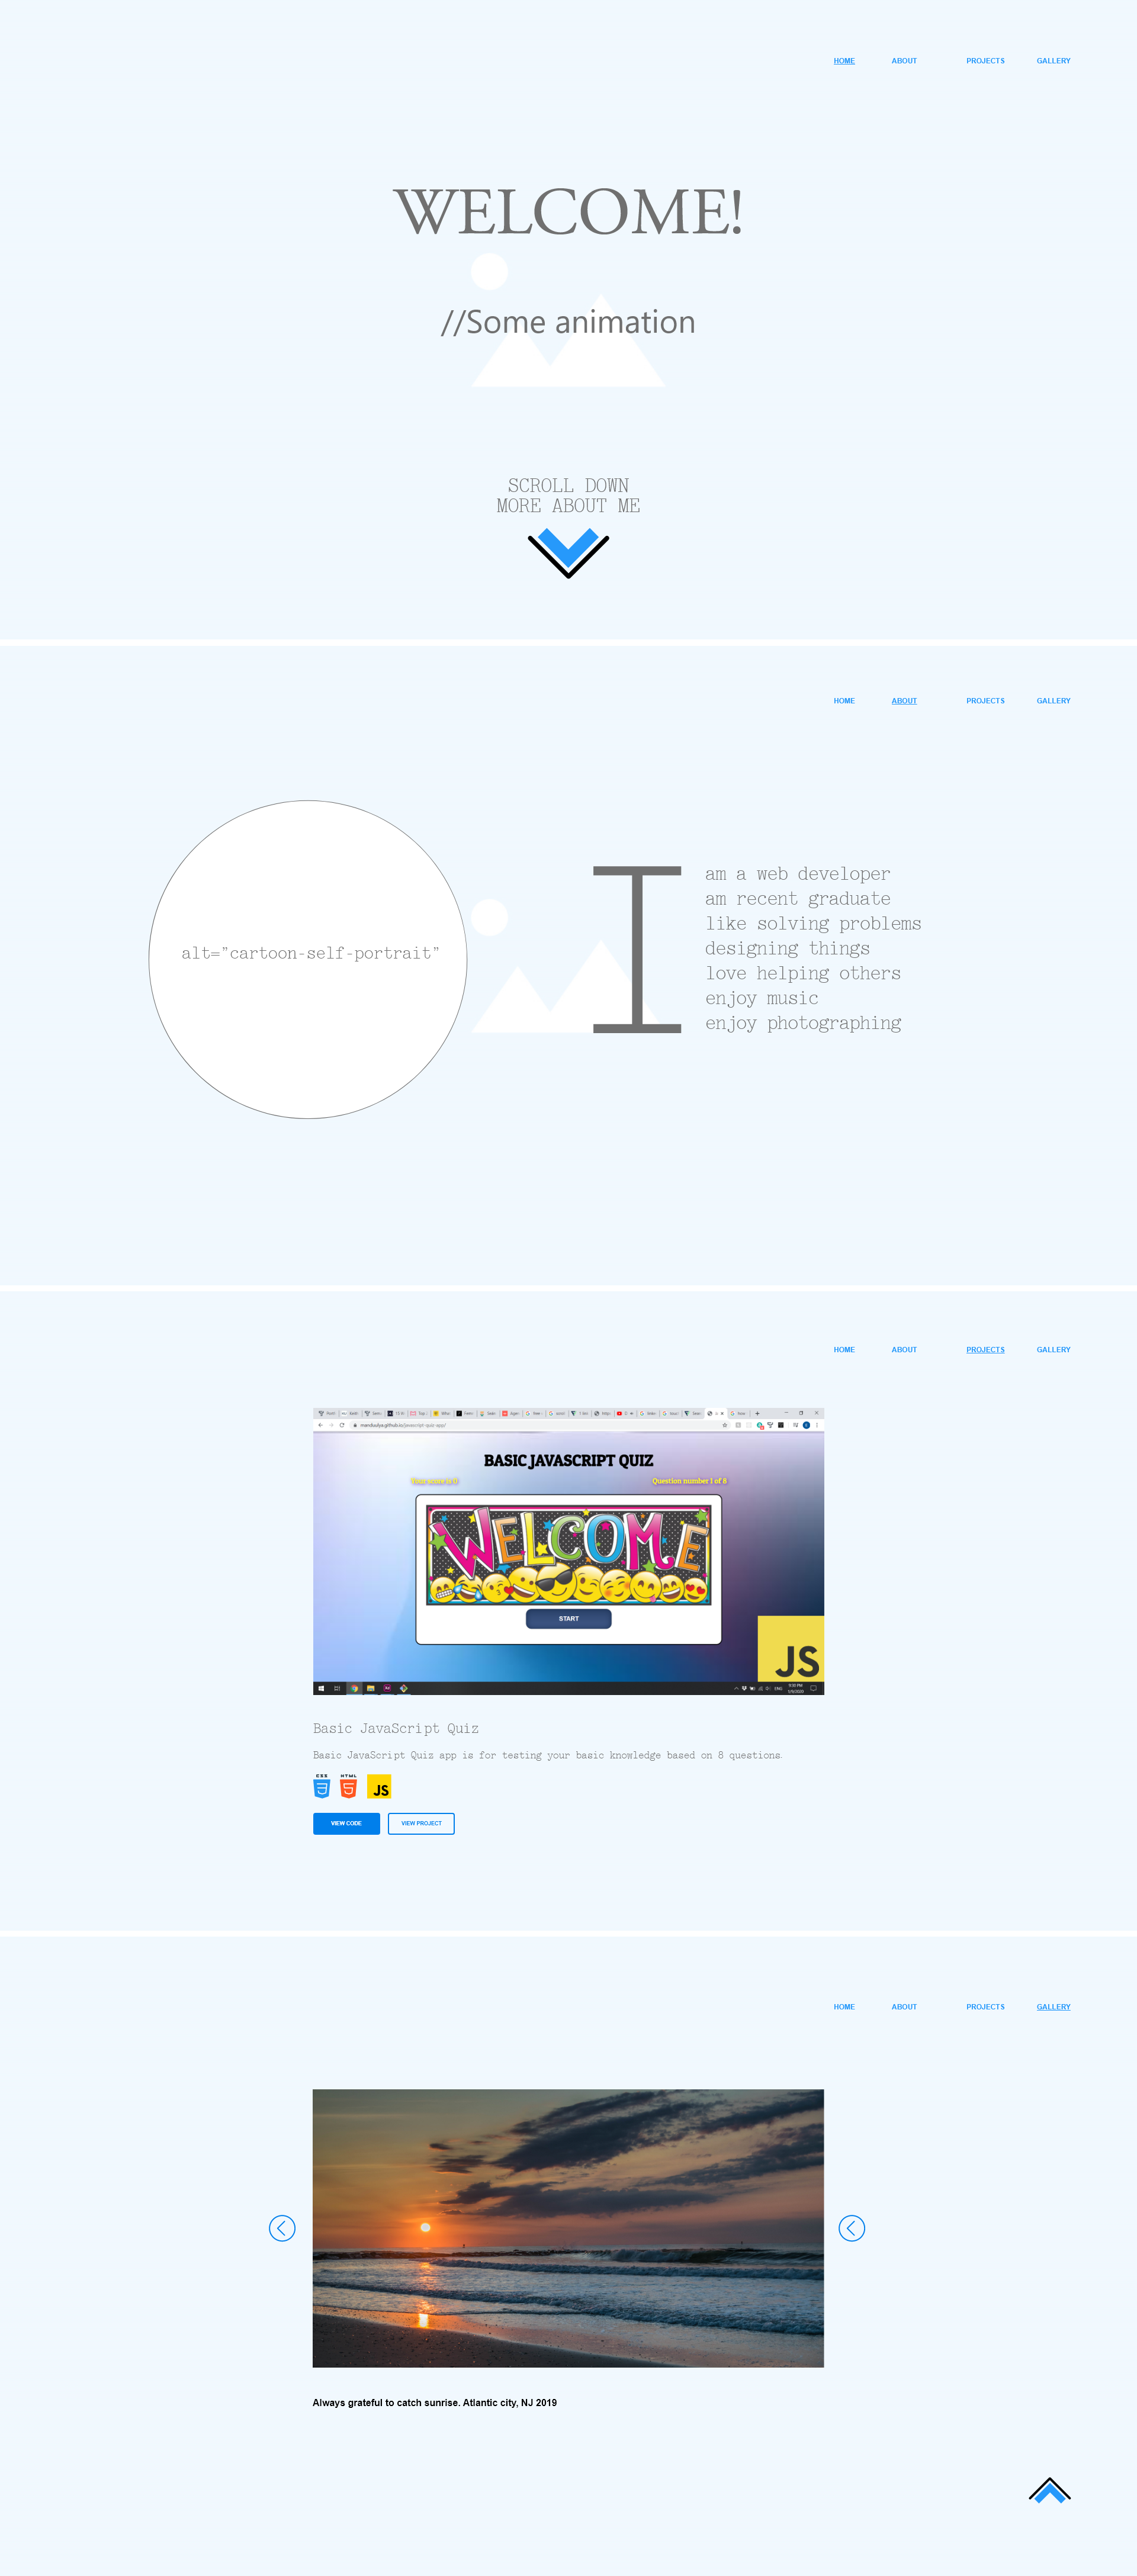 HOME ABOUT PROJECTS GALLERY
WELCOME!
//Some animation
SCROLL DOWN
MORE ABOUT ME
HOME ABOUT PROJECTS GALLERY
alt="cartoon-self-portrait"
I
am a web developer
am recent graduate
like solving problems
designing things
love helping others
enjoy music
enjoy photographing
HOME ABOUT PROJECTS GALLERY
BASIC JAVASCRIPT QUIZ
Your score is 0 Question number 1 of 8
WELCOME
START
JS
ENG
Basic JavaScript Quiz
Basic JavaScript Quiz app is for testing your basic knowledge based on 8 questions.
CSS HTML
3 5 JS
VIEW CODE VIEW PROJECT
HOME ABOUT PROJECTS GALLERY
Always grateful to catch sunrise. Atlantic city, NJ 2019